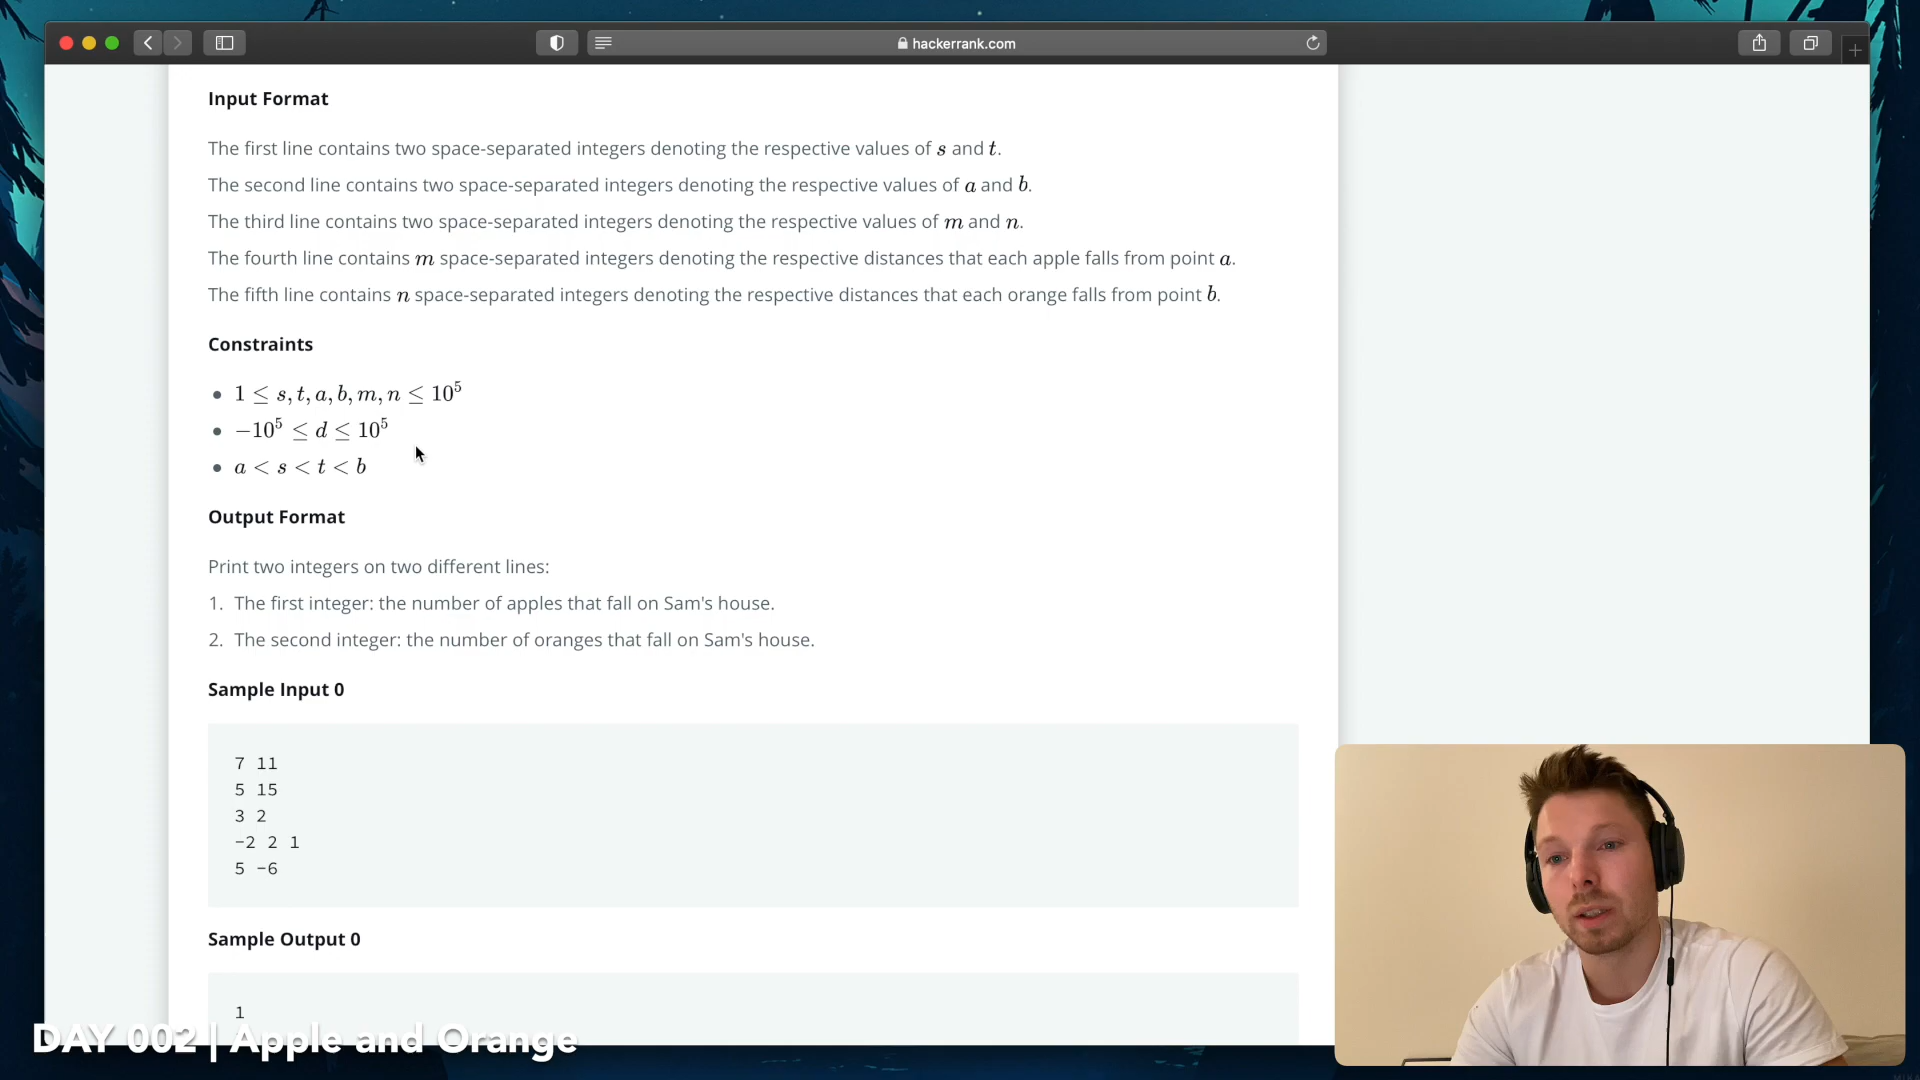 hackerrank.com
Input Format
The first line contains two space-separated integers denoting the respective values of s and t.
The second line contains two space-separated integers denoting the respective values of a and b.
The third line contains two space-separated integers denoting the respective values of m and n.
The fourth line contains m space-separated integers denoting the respective distances that each apple falls from point a.
The fifth line contains n space-separated integers denoting the respective distances that each orange falls from point b.
Constraints
• 1 ≤ s, t, a, b, m, n ≤ 10⁵
• −10⁵ ≤ d ≤ 10⁵
• a < s < t < b
Output Format
Print two integers on two different lines:
1. The first integer: the number of apples that fall on Sam's house.
2. The second integer: the number of oranges that fall on Sam's house.
Sample Input 0
7 11
5 15
3 2
-2 2 1
5 -6
Sample Output 0
1
DAY 002 | Apple and Orange